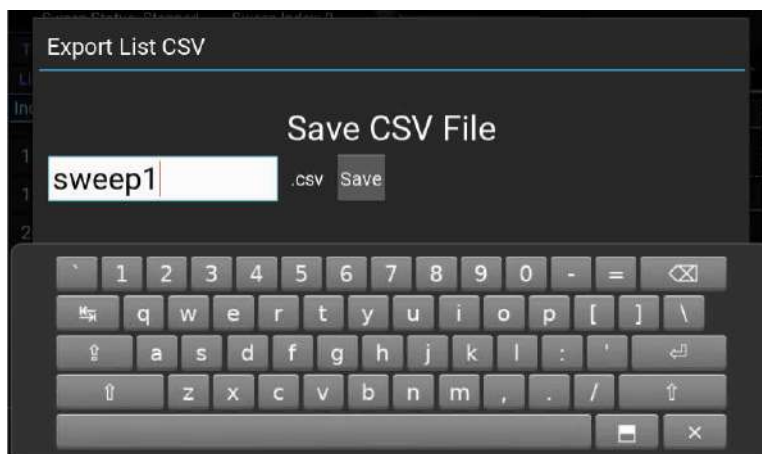 Export List CSV
Save CSV File
sweep1 .csv Save
` 1 2 3 4 5 6 7 8 9 0 - =
q w e r t y u i o p [ ] \
a s d f g h j k l : '
z x c v b n m , . /